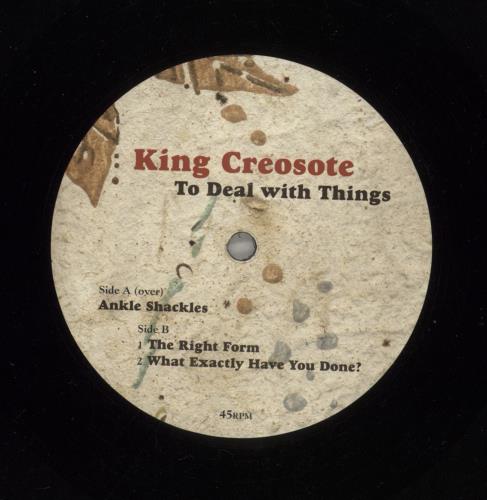 King Creosote
To Deal with Things
Side A (over)
Ankle Shackles
Side B
1 The Right Form
2 What Exactly Have You Done?
45RPM